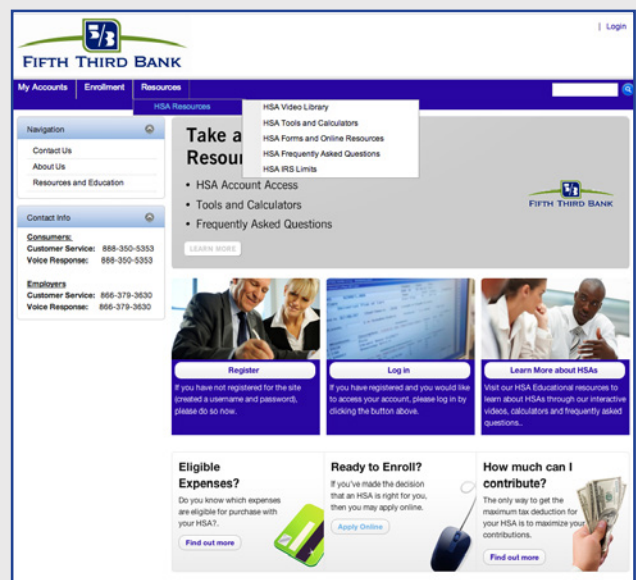 | Login
5/3
FIFTH THIRD BANK
My Accounts Enrollment Resources
HSA Resources
HSA Video Library
HSA Tools and Calculators
HSA Forms and Online Resources
HSA Frequently Asked Questions
HSA IRS Limits
Navigation
Contact Us
About Us
Resources and Education
Contact Info
Consumers:
Customer Service: 888-350-5353
Voice Response: 888-350-5353
Employers
Customer Service: 866-379-3630
Voice Response: 866-379-3630
Take a
Resou
• HSA Account Access
• Tools and Calculators
• Frequently Asked Questions
LEARN MORE
5/3
FIFTH THIRD BANK
Register
If you have not registered for the site
(created a username and password),
please do so now.
Log in
If you have registered and you would like
to access your account, please log in by
clicking the button above.
Learn More about HSAs
Visit our HSA Educational resources to
learn about HSAs through our interactive
videos, calculators and frequently asked
questions..
Eligible
Expenses?
Do you know which expenses
are eligible for purchase with
your HSA?.
Find out more
Ready to Enroll?
If you've made the decision
that an HSA is right for you,
then you may apply online.
Apply Online
How much can I
contribute?
The only way to get the
maximum tax deduction for
your HSA is to maximize your
contributions.
Find out more